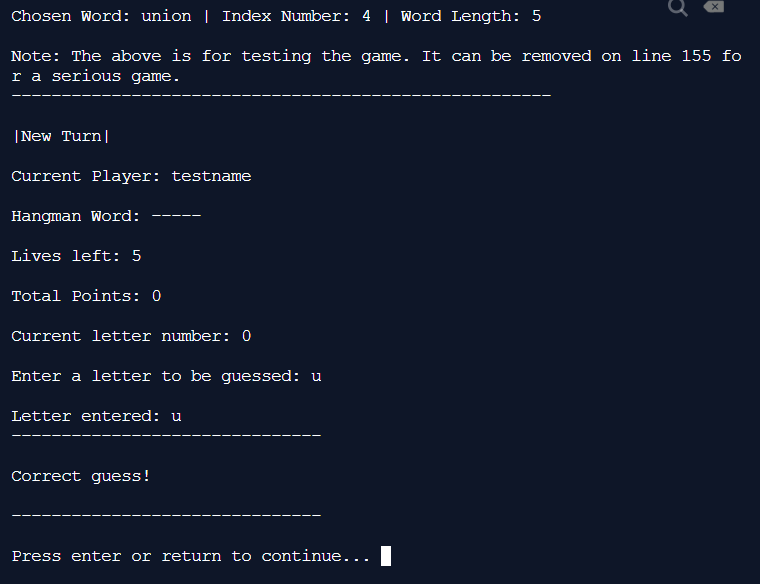 Chosen Word: union | Index Number: 4 | Word Length: 5
Note: The above is for testing the game. It can be removed on line 155 fo
r a serious game.
------------------------------------------------------
|New Turn|
Current Player: testname
Hangman Word: -----
Lives left: 5
Total Points: 0
Current letter number: 0
Enter a letter to be guessed: u
Letter entered: u
-------------------------------
Correct guess!
-------------------------------
Press enter or return to continue...